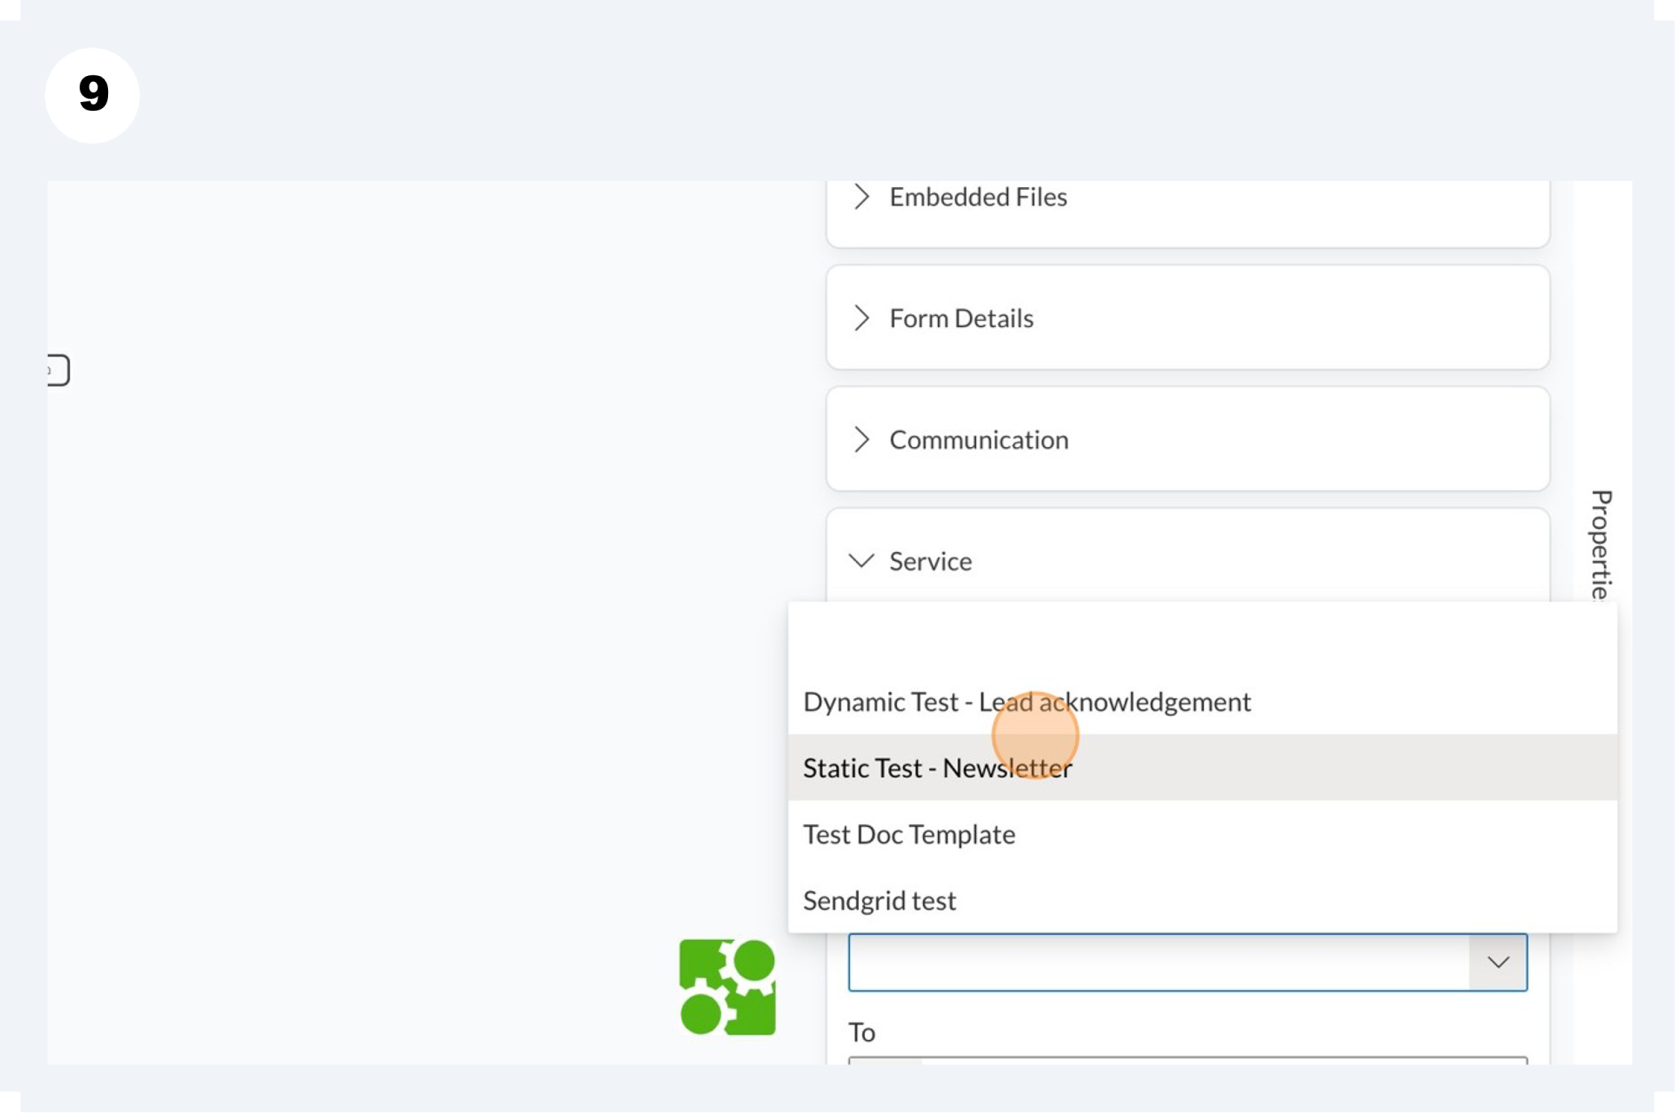 9
Embedded Files
Form Details
Communication
Service
Dynamic Test - Lead acknowledgement
Static Test - Newsletter
Test Doc Template
Sendgrid test
To